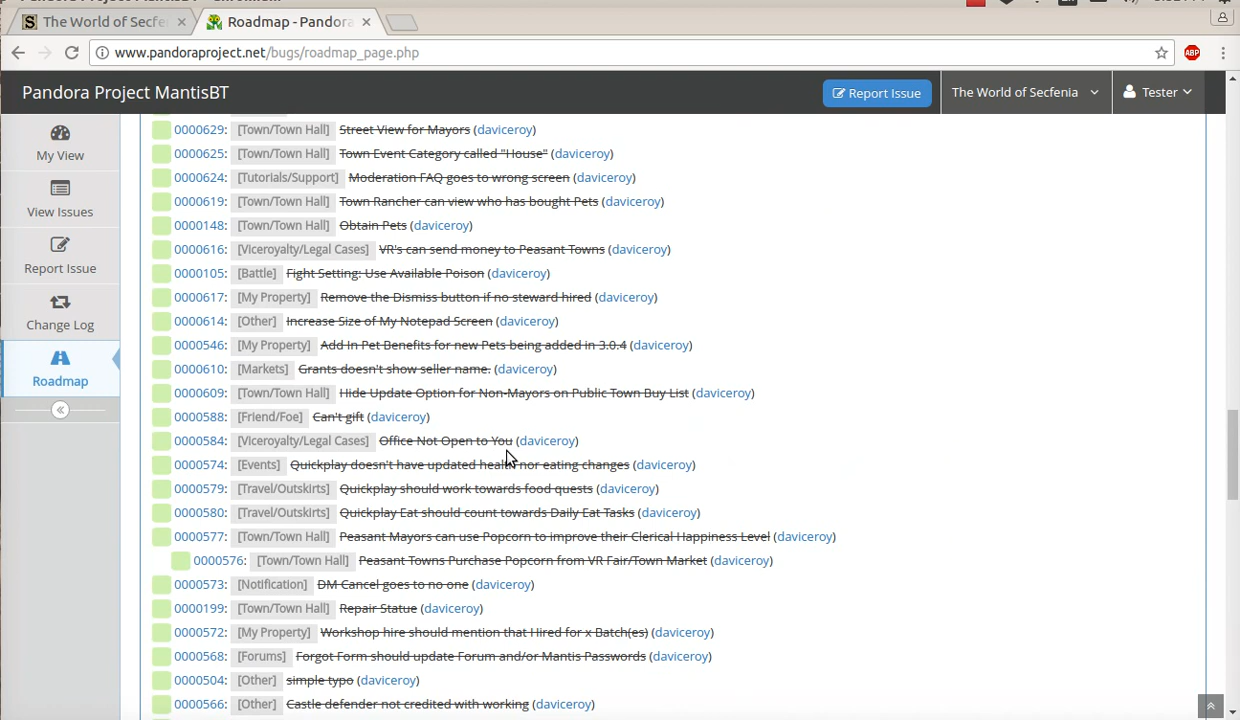 The World of Secfe
Roadmap - Pandora
www.pandoraproject.net/bugs/roadmap_page.php
ABP
Pandora Project MantisBT
Report Issue
The World of Secfenia
Tester
My View
View Issues
Report Issue
Change Log
Roadmap
0000629: [Town/Town Hall] Street View for Mayors (daviceroy)
0000625: [Town/Town Hall] Town Event Category called "House" (daviceroy)
0000624: [Tutorials/Support] Moderation FAQ goes to wrong screen (daviceroy)
0000619: [Town/Town Hall] Town Rancher can view who has bought Pets (daviceroy)
0000148: [Town/Town Hall] Obtain Pets (daviceroy)
0000616: [Viceroyalty/Legal Cases] VR's can send money to Peasant Towns (daviceroy)
0000105: [Battle] Fight Setting: Use Available Poison (daviceroy)
0000617: [My Property] Remove the Dismiss button if no steward hired (daviceroy)
0000614: [Other] Increase Size of My Notepad Screen (daviceroy)
0000546: [My Property] Add In Pet Benefits for new Pets being added in 3.0.4 (daviceroy)
0000610: [Markets] Grants doesn't show seller name. (daviceroy)
0000609: [Town/Town Hall] Hide Update Option for Non-Mayors on Public Town Buy List (daviceroy)
0000588: [Friend/Foe] Can't gift (daviceroy)
0000584: [Viceroyalty/Legal Cases] Office Not Open to You (daviceroy)
0000574: [Events] Quickplay doesn't have updated health nor eating changes (daviceroy)
0000579: [Travel/Outskirts] Quickplay should work towards food quests (daviceroy)
0000580: [Travel/Outskirts] Quickplay Eat should count towards Daily Eat Tasks (daviceroy)
0000577: [Town/Town Hall] Peasant Mayors can use Popcorn to improve their Clerical Happiness Level (daviceroy)
0000576: [Town/Town Hall] Peasant Towns Purchase Popcorn from VR Fair/Town Market (daviceroy)
0000573: [Notification] DM Cancel goes to no one (daviceroy)
0000199: [Town/Town Hall] Repair Statue (daviceroy)
0000572: [My Property] Workshop hire should mention that Hired for x Batch(es) (daviceroy)
0000568: [Forums] Forgot Form should update Forum and/or Mantis Passwords (daviceroy)
0000504: [Other] simple typo (daviceroy)
0000566: [Other] Castle defender not credited with working (daviceroy)